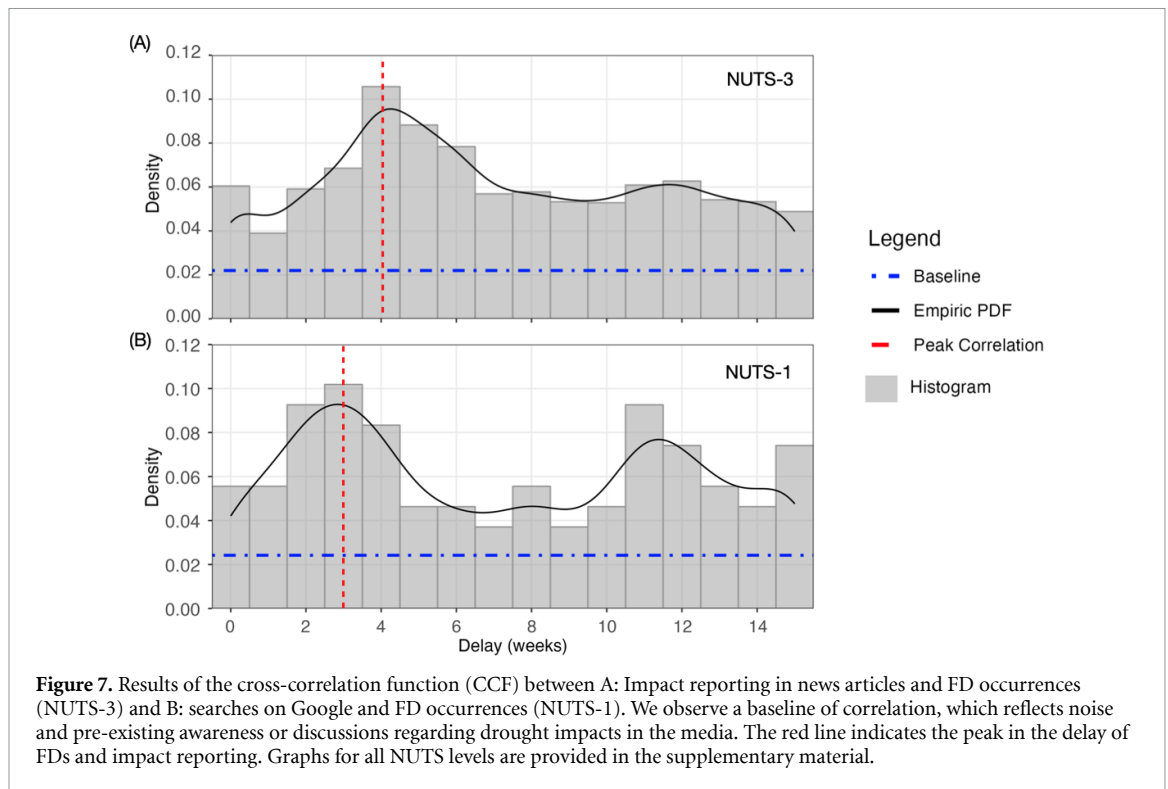 (A)
0.12
0.10
0.08
0.06
0.04
0.02
0.00
Density
NUTS-3
(B)
0.12
0.10
0.08
0.06
0.04
0.02
0.00
Density
NUTS-1
0 2 4 6 8 10 12 14
Delay (weeks)
Legend
Baseline
Empiric PDF
Peak Correlation
Histogram
Figure 7. Results of the cross-correlation function (CCF) between A: Impact reporting in news articles and FD occurrences
(NUTS-3) and B: searches on Google and FD occurrences (NUTS-1). We observe a baseline of correlation, which reflects noise
and pre-existing awareness or discussions regarding drought impacts in the media. The red line indicates the peak in the delay of
FDs and impact reporting. Graphs for all NUTS levels are provided in the supplementary material.